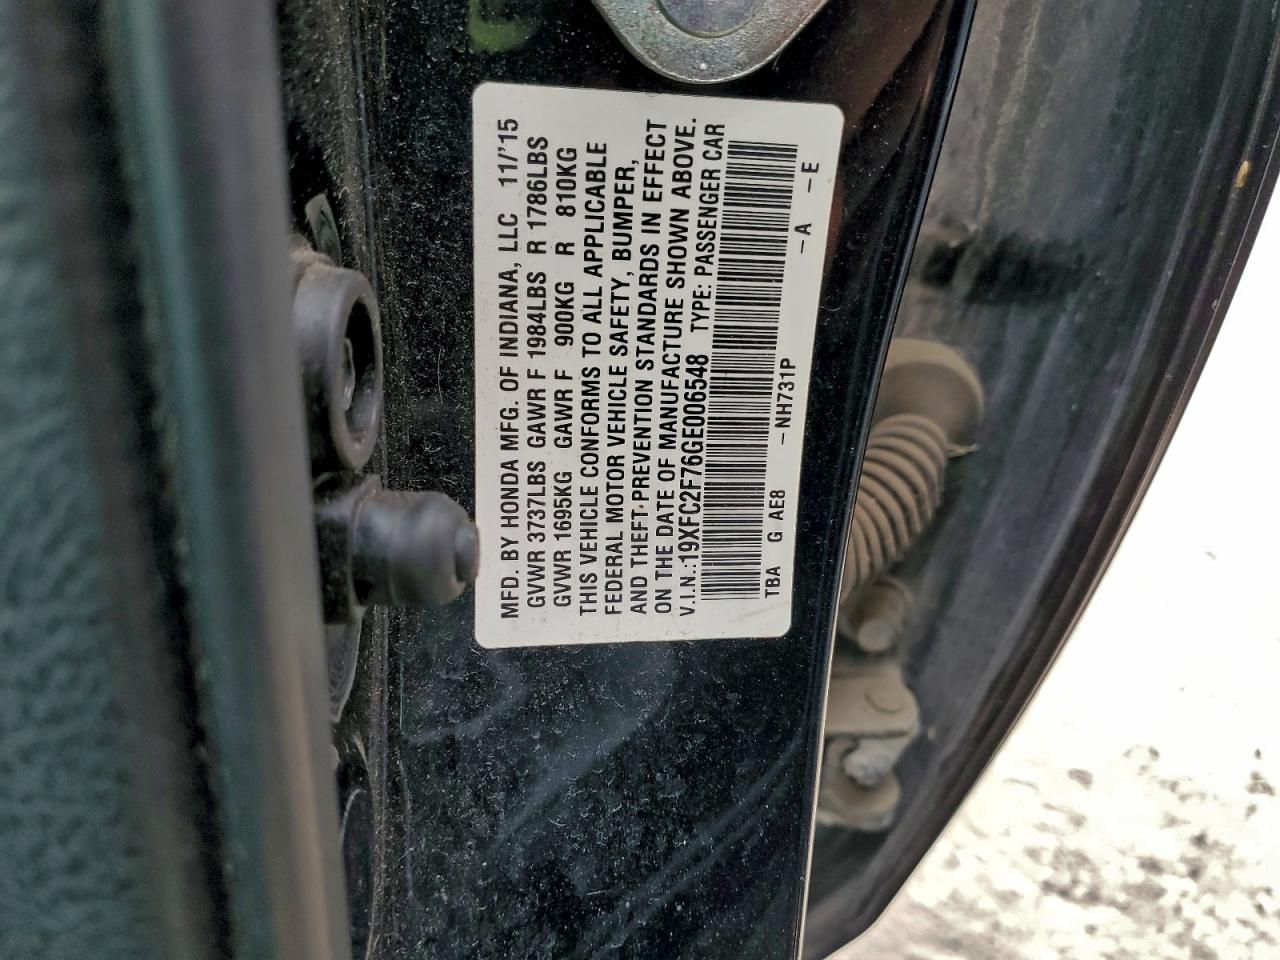 MFD. BY HONDA MFG. OF INDIANA, LLC 11/'15
GVWR 3737LBS GAWR F 1984LBS R 1786LBS
GVWR 1695KG GAWR F 900KG R 810KG
THIS VEHICLE CONFORMS TO ALL APPLICABLE
FEDERAL MOTOR VEHICLE SAFETY, BUMPER,
AND THEFT-PREVENTION STANDARDS IN EFFECT
ON THE DATE OF MANUFACTURE SHOWN ABOVE.
V.I.N.:19XFC2F76GE006548 TYPE: PASSENGER CAR
TBA G AE8 -NH731P -A -E